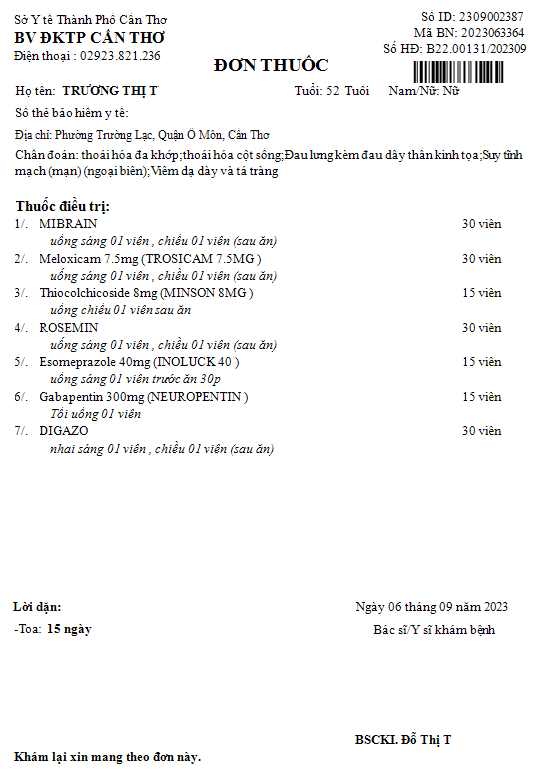 Sở Y tế Thành Phố Cần Thơ
BV ĐKTP CẦN THƠ
Điện thoại : 02923.821.236
Số ID: 2309002387
Mã BN: 2023063364
Số HĐ: B22.00131/202309
ĐƠN THUỐC
Họ tên: TRƯƠNG THỊ T Tuổi: 52 Tuổi Nam/Nữ: Nữ
Số thẻ bảo hiểm y tế:
Địa chỉ: Phường Trường Lạc, Quận Ô Môn, Cần Thơ
Chẩn đoán: thoái hóa đa khớp;thoái hóa cột sống;Đau lưng kèm đau dây thần kinh tọa;Suy tĩnh
mạch (mạn) (ngoại biên);Viêm dạ dày và tá tràng
Thuốc điều trị:
1/. MIBRAIN 30 viên
uống sáng 01 viên , chiều 01 viên (sau ăn)
2/. Meloxicam 7.5mg (TROSICAM 7.5MG ) 30 viên
uống sáng 01 viên , chiều 01 viên (sau ăn)
3/. Thiocolchicoside 8mg (MINSON 8MG ) 15 viên
uống chiều 01 viên sau ăn
4/. ROSEMIN 30 viên
uống sáng 01 viên , chiều 01 viên (sau ăn)
5/. Esomeprazole 40mg (INOLUCK 40 ) 15 viên
uống sáng 01 viên trước ăn 30p
6/. Gabapentin 300mg (NEUROPENTIN ) 15 viên
Tối uống 01 viên
7/. DIGAZO 30 viên
nhai sáng 01 viên , chiều 01 viên (sau ăn)
Lời dặn:
-Toa: 15 ngày
Ngày 06 tháng 09 năm 2023
Bác sĩ/Y sĩ khám bệnh
BSCKI. Đỗ Thị T
Khám lại xin mang theo đơn này.